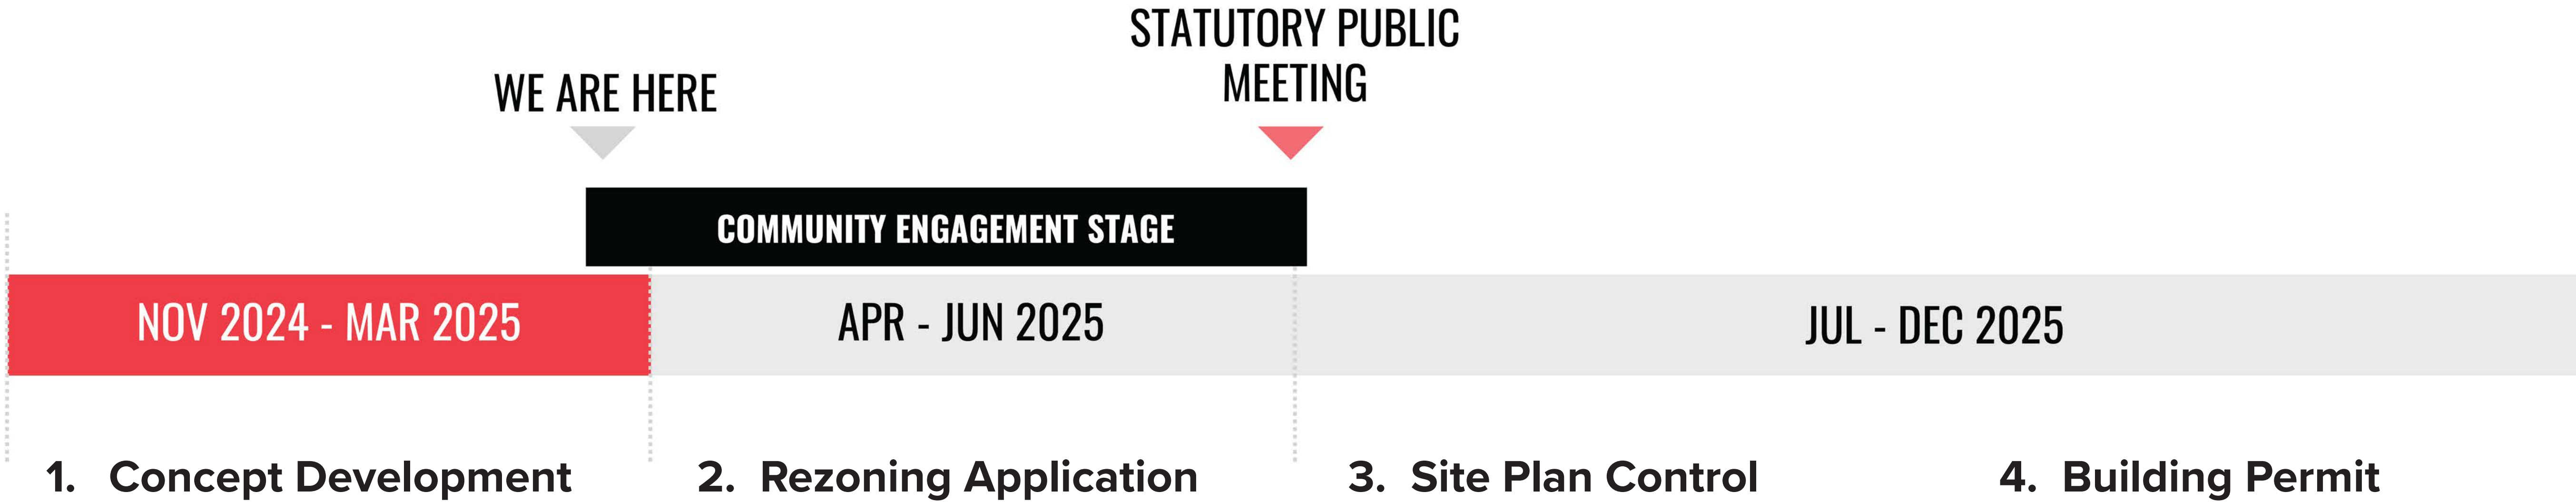 STATUTORY PUBLIC
MEETING
WE ARE HERE
COMMUNITY ENGAGEMENT STAGE
NOV 2024 - MAR 2025
APR - JUN 2025
JUL - DEC 2025
1. Concept Development
2. Rezoning Application
3. Site Plan Control
4. Building Permit